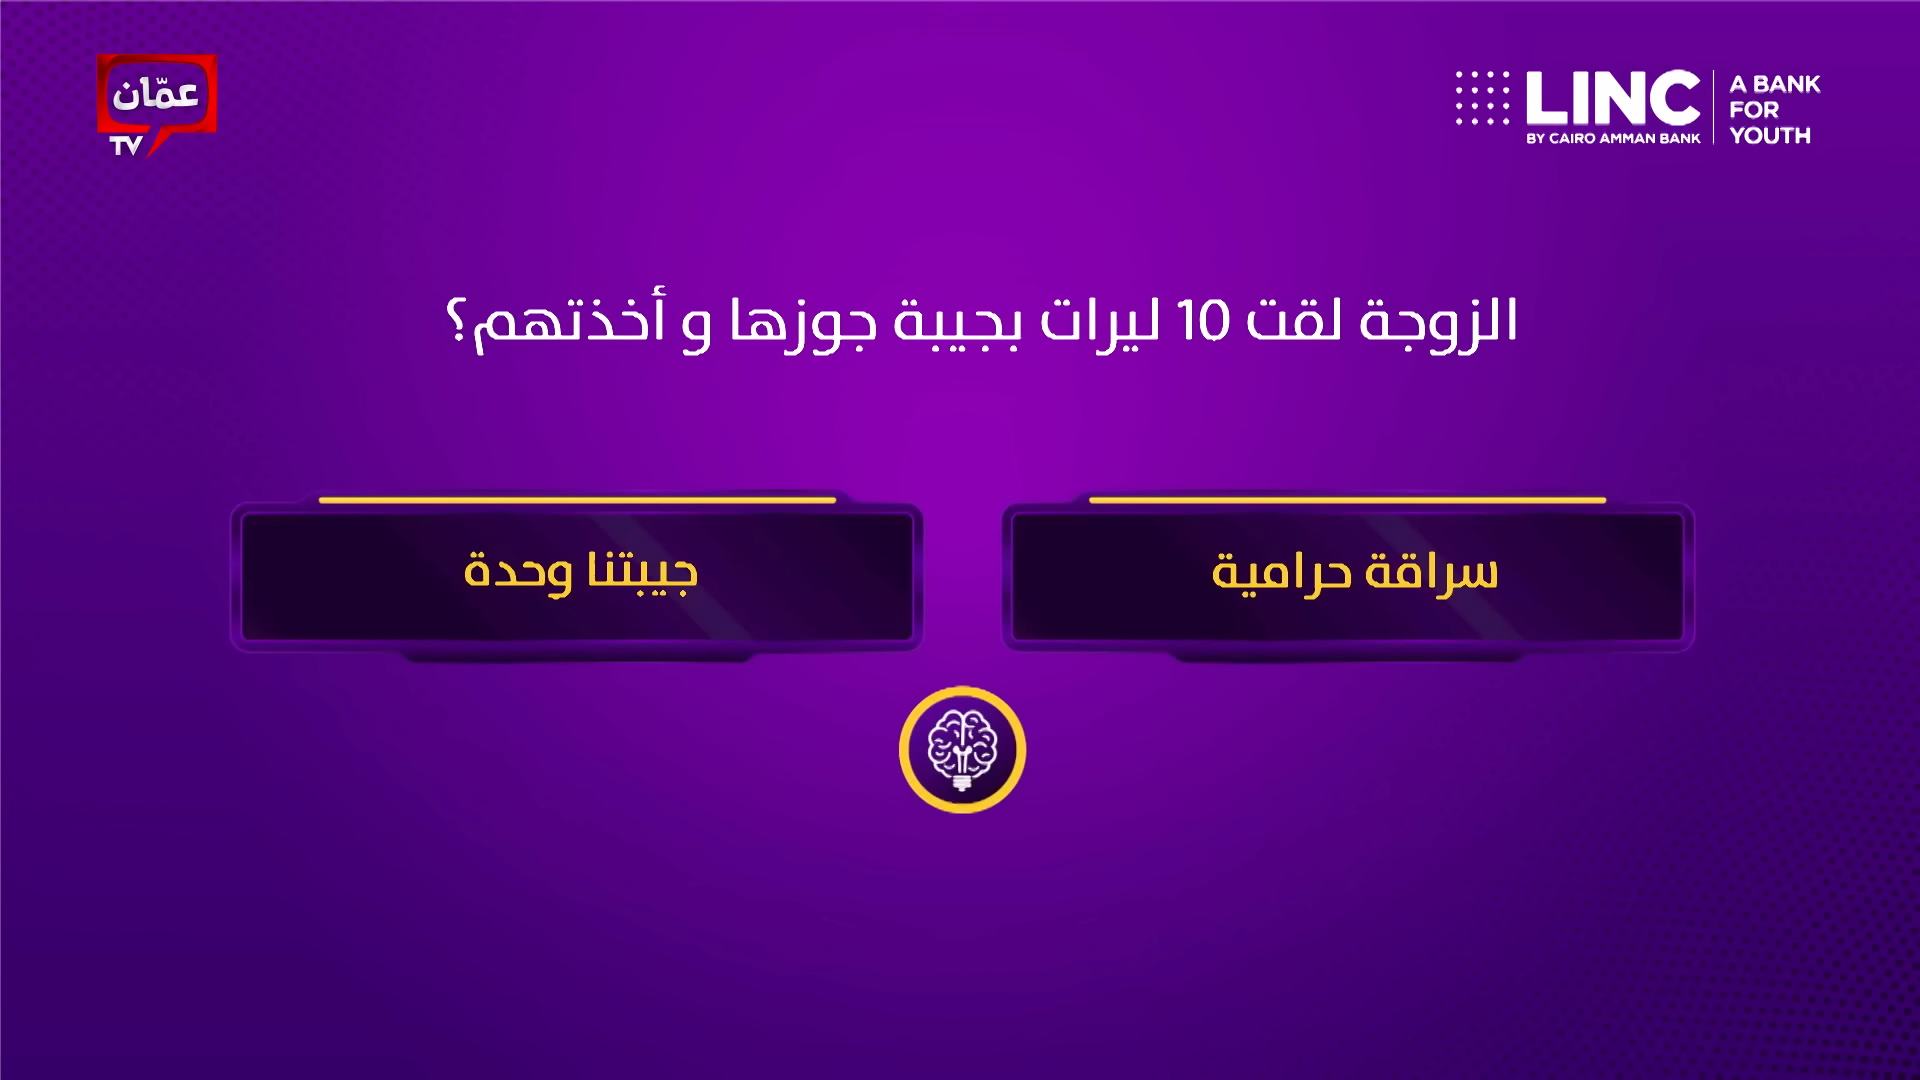 عمّان
TV
LINC
BY CAIRO AMMAN BANK
A BANK
FOR
YOUTH
الزوجة لقت 10 ليرات بجيبة جوزها و أخذتهم؟
سراقة حرامية
جيبتنا وحدة